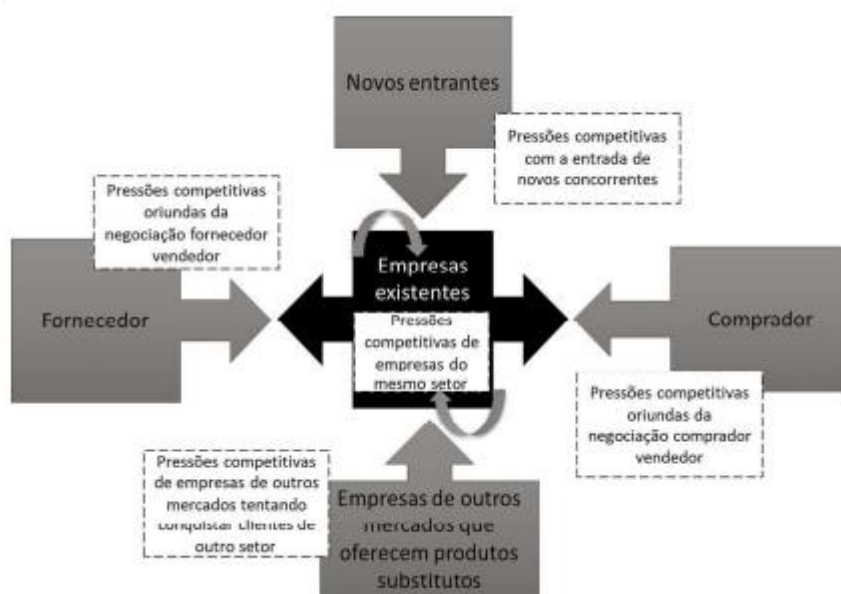 Novos entrantes
Pressões competitivas
com a entrada de
novos concorrentes
Pressões competitivas
oriundas da
negociação fornecedor
vendedor
Fornecedor
Empresas
existentes
Pressões
competitivas de
empresas do
mesmo setor
Comprador
Pressões competitivas
oriundas da
negociação comprador
vendedor
Pressões competitivas
de empresas de outros
mercados tentando
conquistar clientes de
outro setor
Empresas de outros
mercados que
oferecem produtos
substitutos